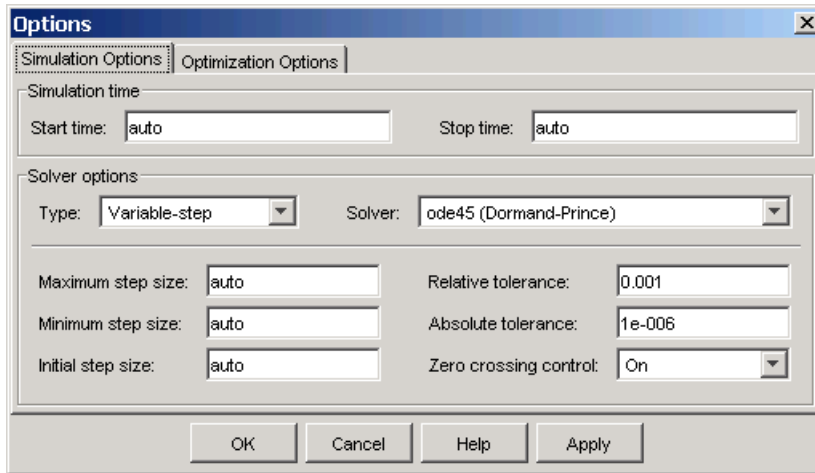 Options
Simulation Options Optimization Options
Simulation time
Start time: auto Stop time: auto
Solver options
Type: Variable-step Solver: ode45 (Dormand-Prince)
Maximum step size: auto Relative tolerance: 0.001
Minimum step size: auto Absolute tolerance: 1e-006
Initial step size: auto Zero crossing control: On
OK Cancel Help Apply